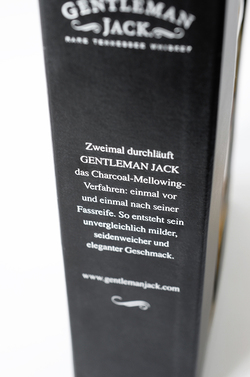 GENTLEMAN
JACK
RARE TENNESSEE WHISKEY
Zweimal durchläuft
GENTLEMAN JACK
das Charcoal-Mellowing-
Verfahren: einmal vor
und einmal nach seiner
Fassreife. So entsteht sein
unvergleichlich milder,
seidenweicher und
eleganter Geschmack.
www.gentlemanjack.com